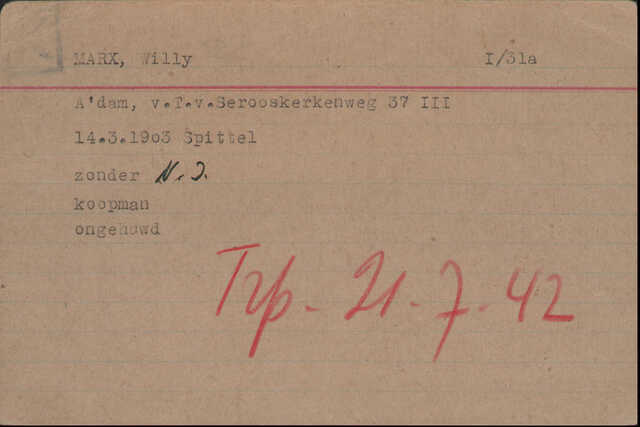 MARX, Willy I/31a
A'dam, v.T.v.Serooskerkenweg 37 III
14.3.1903 Spittel
zonder N.I.
koopman
ongehuwd
Trp. 21-7-42